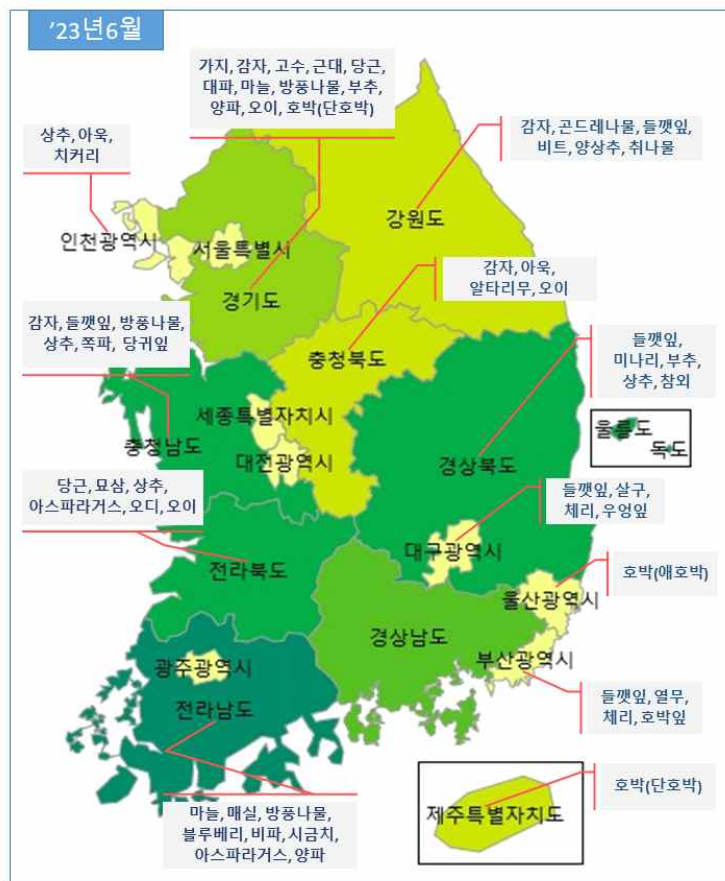 '23년6월
가지, 감자, 고수, 근대, 당근,
대파, 마늘, 방풍나물, 부추,
양파, 오이, 호박(단호박)
감자, 곤드레나물, 들깻잎,
비트, 양상추, 취나물
상추, 아욱,
치커리
강원도
인천광역시
서울특별시
경기도
감자, 아욱,
알타리무, 오이
감자, 들깻잎, 방풍나물,
상추, 쪽파, 당귀잎
충청북도
들깻잎,
미나리, 부추,
상추, 참외
세종특별자치시
충청남도
대전광역시
경상북도
울릉도
독도
당근, 묘삼, 상추,
아스파라거스, 오디, 오이
들깻잎, 살구,
체리, 우엉잎
대구광역시
전라북도
호박(애호박)
울산광역시
경상남도
부산광역시
광주광역시
전라남도
들깻잎, 열무,
체리, 호박잎
마늘, 매실, 방풍나물,
블루베리, 비파, 시금치,
아스파라거스, 양파
호박(단호박)
제주특별자치도